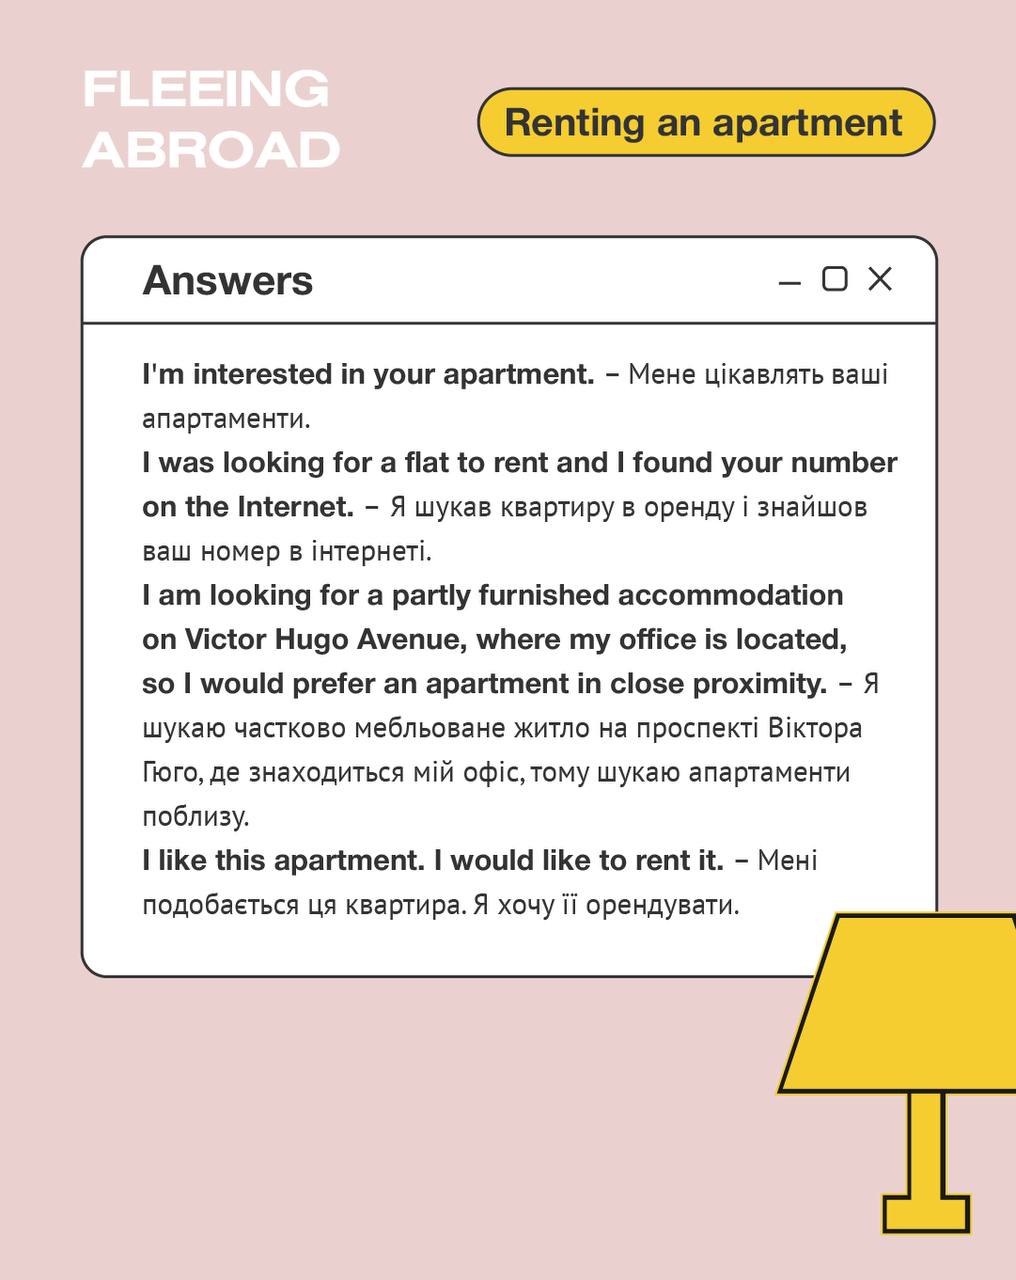 FLEEING
ABROAD
Renting an apartment
Answers
I'm interested in your apartment. – Мене цікавлять ваші
апартаменти.
I was looking for a flat to rent and I found your number
on the Internet. – Я шукав квартиру в оренду і знайшов
ваш номер в інтернеті.
I am looking for a partly furnished accommodation
on Victor Hugo Avenue, where my office is located,
so I would prefer an apartment in close proximity. – Я
шукаю частково мебльоване житло на проспекті Віктора
Гюго, де знаходиться мій офіс, тому шукаю апартаменти
поблизу.
I like this apartment. I would like to rent it. – Мені
подобається ця квартира. Я хочу її орендувати.